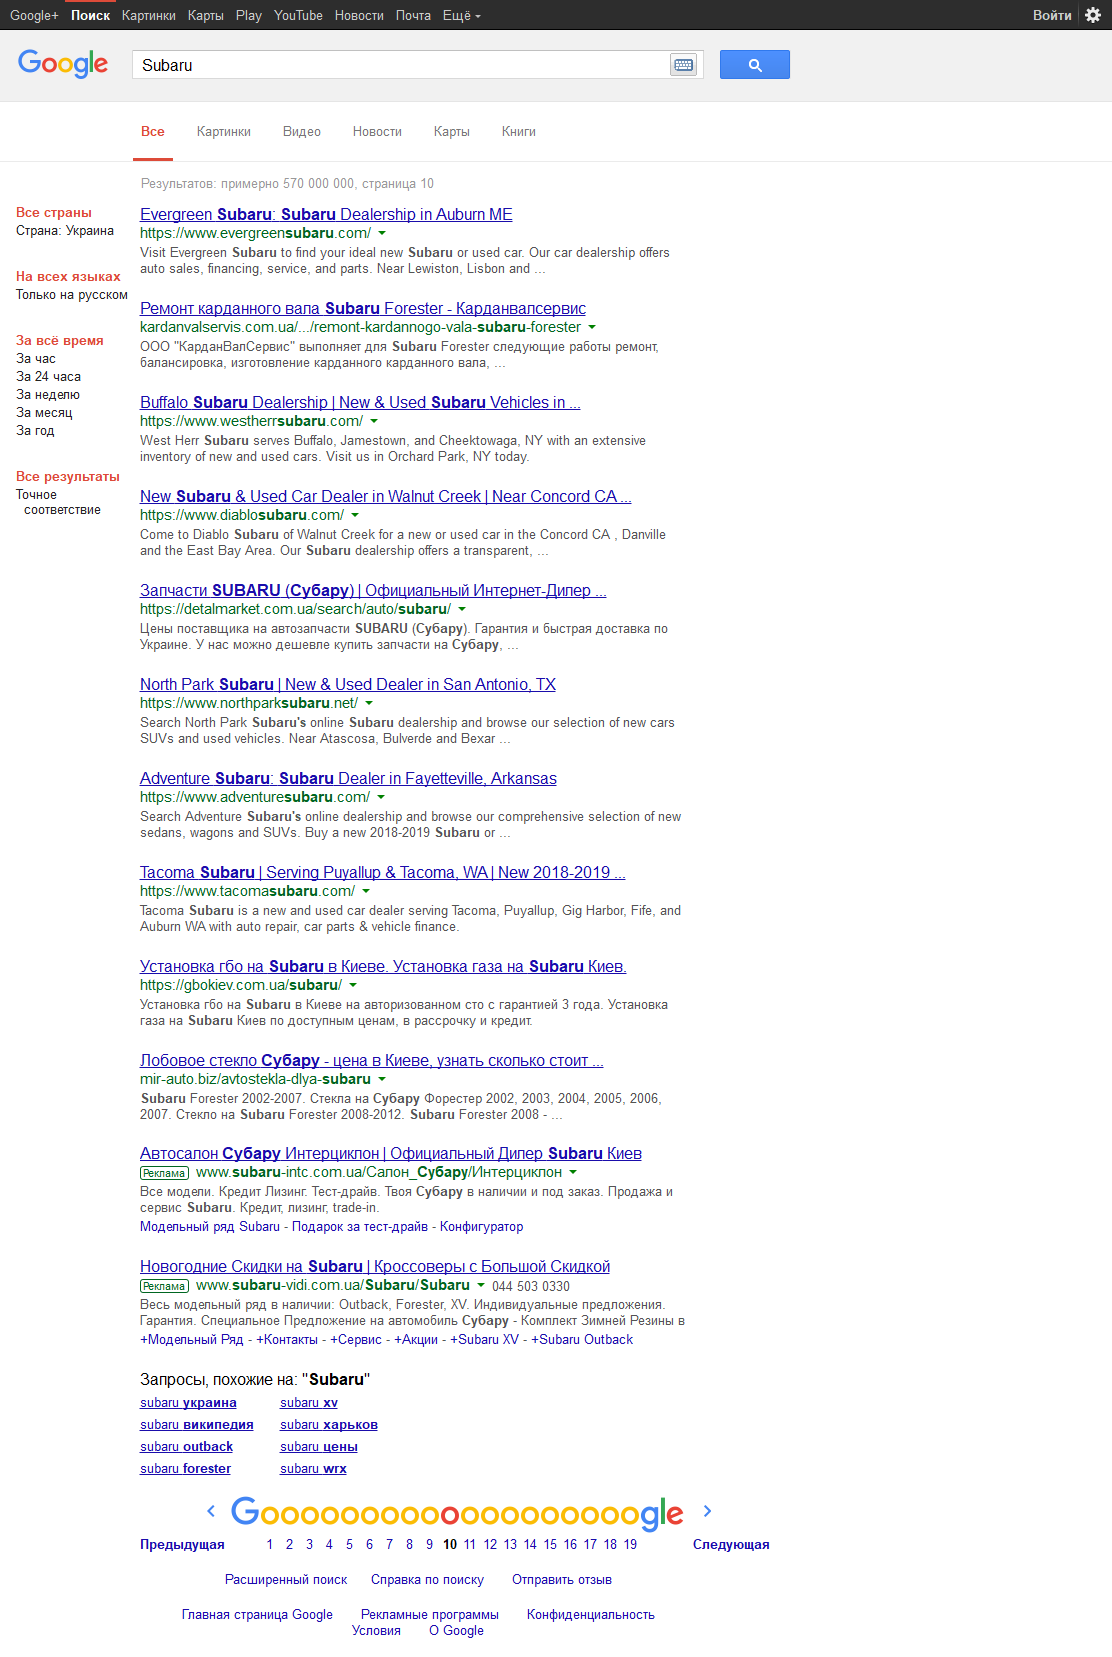 Google+ Поиск Картинки Карты Play YouTube Новости Почта Ещё Войти
Google Subaru
Все Картинки Видео Новости Карты Книги
Результатов: примерно 570 000 000, страница 10
Все страны
Страна: Украина
На всех языках
Только на русском
За всё время
За час
За 24 часа
За неделю
За месяц
За год
Все результаты
Точное
соответствие
Evergreen Subaru: Subaru Dealership in Auburn ME
https://www.evergreensubaru.com/
Visit Evergreen Subaru to find your ideal new Subaru or used car. Our car dealership offers
auto sales, financing, service, and parts. Near Lewiston, Lisbon and ...
Ремонт карданного вала Subaru Forester - Карданвалсервис
kardanvalservis.com.ua/.../remont-kardannogo-vala-subaru-forester
ООО "КарданВалСервис" выполняет для Subaru Forester следующие работы ремонт,
балансировка, изготовление карданного карданного вала, ...
Buffalo Subaru Dealership | New & Used Subaru Vehicles in ...
https://www.westherrsubaru.com/
West Herr Subaru serves Buffalo, Jamestown, and Cheektowaga, NY with an extensive
inventory of new and used cars. Visit us in Orchard Park, NY today.
New Subaru & Used Car Dealer in Walnut Creek | Near Concord CA ...
https://www.diablosubaru.com/
Come to Diablo Subaru of Walnut Creek for a new or used car in the Concord CA , Danville
and the East Bay Area. Our Subaru dealership offers a transparent, ...
Запчасти SUBARU (Субару) | Официальный Интернет-Дилер ...
https://detalmarket.com.ua/search/auto/subaru/
Цены поставщика на автозапчасти SUBARU (Субару). Гарантия и быстрая доставка по
Украине. У нас можно дешевле купить запчасти на Субару, ...
North Park Subaru | New & Used Dealer in San Antonio, TX
https://www.northparksubaru.net/
Search North Park Subaru's online Subaru dealership and browse our selection of new cars
SUVs and used vehicles. Near Atascosa, Bulverde and Bexar ...
Adventure Subaru: Subaru Dealer in Fayetteville, Arkansas
https://www.adventuresubaru.com/
Search Adventure Subaru's online dealership and browse our comprehensive selection of new
sedans, wagons and SUVs. Buy a new 2018-2019 Subaru or ...
Tacoma Subaru | Serving Puyallup & Tacoma, WA | New 2018-2019 ...
https://www.tacomasubaru.com/
Tacoma Subaru is a new and used car dealer serving Tacoma, Puyallup, Gig Harbor, Fife, and
Auburn WA with auto repair, car parts & vehicle finance.
Установка гбо на Subaru в Киеве. Установка газа на Subaru Киев.
https://gbokiev.com.ua/subaru/
Установка гбо на Subaru в Киеве на авторизованном сто с гарантией 3 года. Установка
газа на Subaru Киев по доступным ценам, в рассрочку и кредит.
Лобовое стекло Субару - цена в Киеве, узнать сколько стоит ...
mir-auto.biz/avtostekla-dlya-subaru
Subaru Forester 2002-2007. Стекла на Субару Форестер 2002, 2003, 2004, 2005, 2006,
2007. Стекло на Subaru Forester 2008-2012. Subaru Forester 2008 - ...
Автосалон Субару Интерциклон | Официальный Дилер Subaru Киев
Реклама www.subaru-intc.com.ua/Салон_Субару/Интерциклон
Все модели. Кредит Лизинг. Тест-драйв. Твоя Субару в наличии и под заказ. Продажа и
сервис Subaru. Кредит, лизинг, trade-in.
Модельный ряд Subaru - Подарок за тест-драйв - Конфигуратор
Новогодние Скидки на Subaru | Кроссоверы с Большой Скидкой
Реклама www.subaru-vidi.com.ua/Subaru/Subaru 044 503 0330
Весь модельный ряд в наличии: Outback, Forester, XV. Индивидуальные предложения.
Гарантия. Специальное Предложение на автомобиль Субару - Комплект Зимней Резины в
+Модельный Ряд - +Контакты - +Сервис - +Акции - +Subaru XV - +Subaru Outback
Запросы, похожие на: "Subaru"
subaru украина subaru xv
subaru википедия subaru харьков
subaru outback subaru цены
subaru forester subaru wrx
Goooooooooooooooooooogle
Предыдущая 1 2 3 4 5 6 7 8 9 10 11 12 13 14 15 16 17 18 19 Следующая
Расширенный поиск Справка по поиску Отправить отзыв
Главная страница Google Рекламные программы Конфиденциальность
Условия О Google